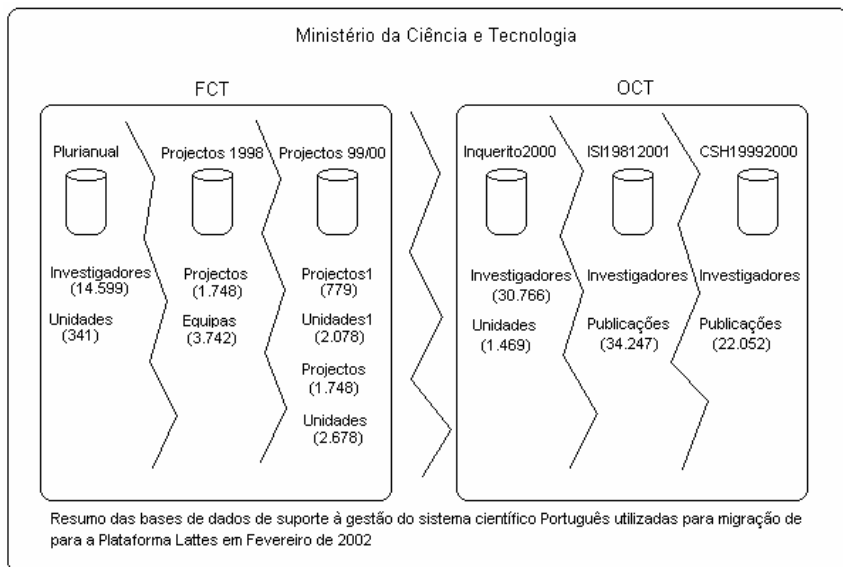 Ministério da Ciência e Tecnologia
FCT
Plurianual
Investigadores
(14.599)
Unidades
(341)
Projectos 1998
Projectos
(1.748)
Equipas
(3.742)
Projectos 99/00
Projectos1
(779)
Unidades1
(2.078)
Projectos
(1.748)
Unidades
(2.678)
OCT
Inquerito2000
Investigadores
(30.766)
Unidades
(1.469)
ISI19812001
Investigadores
Publicações
(34.247)
CSH19992000
Investigadores
Publicações
(22.052)
Resumo das bases de dados de suporte à gestão do sistema científico Português utilizadas para migração de
para a Plataforma Lattes em Fevereiro de 2002